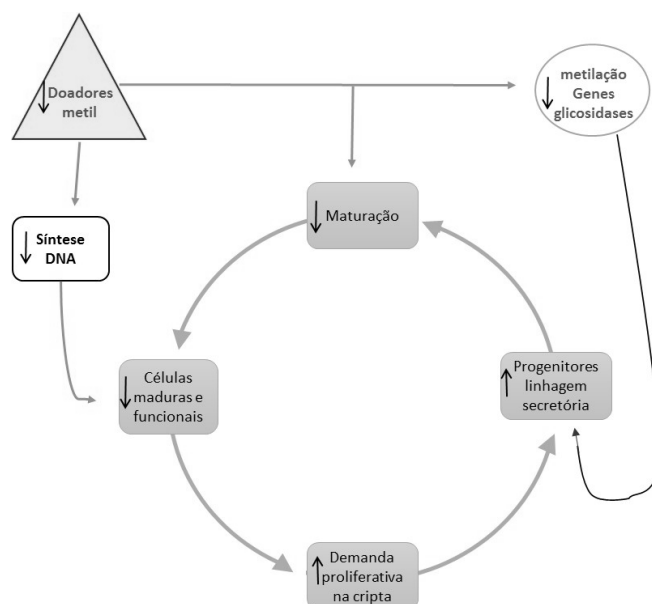 Doadores
metil
metilação
Genes
glicosidases
Maturação
Síntese
DNA
Células
maduras e
funcionais
Progenitores
linhagem
secretória
Demanda
proliferativa
na cripta